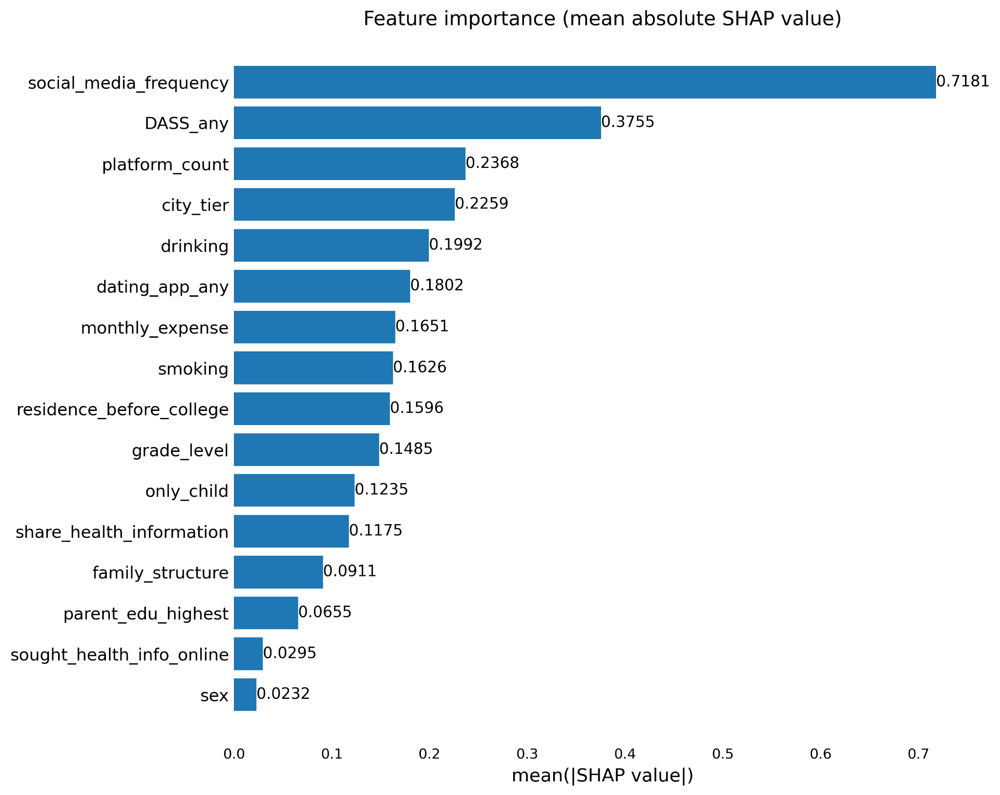 Feature importance (mean absolute SHAP value)
social_media_frequency 0.7181
DASS_any 0.3755
platform_count 0.2368
city_tier 0.2259
drinking 0.1992
dating_app_any 0.1802
monthly_expense 0.1651
smoking 0.1626
residence_before_college 0.1596
grade_level 0.1485
only_child 0.1235
share_health_information 0.1175
family_structure 0.0911
parent_edu_highest 0.0655
sought_health_info_online 0.0295
sex 0.0232
0.0 0.1 0.2 0.3 0.4 0.5 0.6 0.7
mean(|SHAP value|)